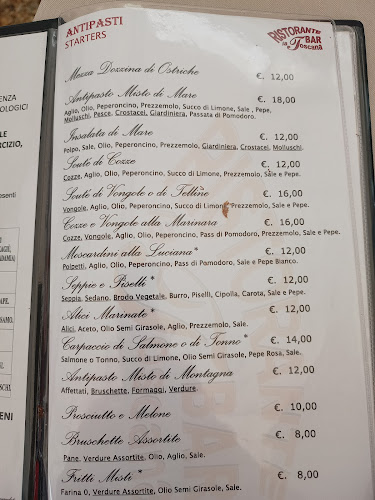 ANTIPASTI
STARTERS
RISTORANTE
BAR
la Toscana
Mezza Dozzina di Ostriche €. 12,00
Antipasto Misto di Mare €. 18,00
Aglio, Olio, Peperoncino, Prezzemolo, Succo di Limone, Sale, Pepe,
Molluschi, Pesce, Crostacei, Giardiniera, Passata di Pomodoro.
Insalata di Mare €. 12,00
Polpo, Sale, Olio, Peperoncino, Prezzemolo, Giardiniera, Crostacei, Molluschi.
Soutè di Cozze €. 12,00
Cozze, Aglio, Olio, Peperoncino, Succo di Limone, Prezzemolo, Sale e Pepe.
Soutè di Vongole o di Telline €. 16,00
Vongole, Aglio, Olio, Peperoncino, Succo di Limone, Prezzemolo, Sale e Pepe.
Cozze e Vongole alla Marinara €. 16,00
Cozze, Vongole, Aglio, Olio, Peperoncino, Pass di Pomodoro, Prezzemolo, Sale e Pepe.
Moscardini alla Luciana* €. 12,00
Polpetti, Aglio, Olio, Peperoncino, Pass di Pomodoro, Sale e Pepe Bianco.
Seppie e Piselli* €. 12,00
Seppia, Sedano, Brodo Vegetale, Burro, Piselli, Cipolla, Carota, Sale e Pepe.
Alici Marinate* €. 12,00
Alici, Aceto, Olio Semi Girasole, Aglio, Prezzemolo, Sale.
Carpaccio di Salmone o di Tonno* €. 14,00
Salmone o Tonno, Succo di Limone, Olio Semi Girasole, Pepe Rosa, Sale.
Antipasto Misto di Montagna €. 12,00
Affettati, Bruschette, Formaggi, Verdure.
Prosciutto e Melone €. 10,00
Bruschette Assortite €. 8,00
Pane, Verdure Assortite, Olio, Aglio, Sale.
Fritti Misti* €. 8,00
Farina 0, Verdure Assortite, Olio Semi Girasole, Sale.